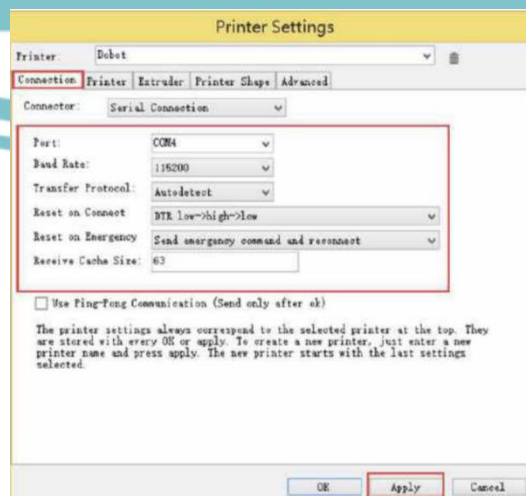 Printer Settings
Printer: Dobot
Connection Printer Extruder Printer Shape Advanced
Connector: Serial Connection
Port: COM4
Baud Rate: 115200
Transfer Protocol: Autodetect
Reset on Connect DTR low->high->low
Reset on Emergency Send emergency command and reconnect
Receive Cache Size: 63
Use Ping-Pong Communication (Send only after ok)
The printer settings always correspond to the selected printer at the top. They
are stored with every OK or apply. To create a new printer, just enter a new
printer name and press apply. The new printer starts with the last settings
selected.
OK Apply Cancel